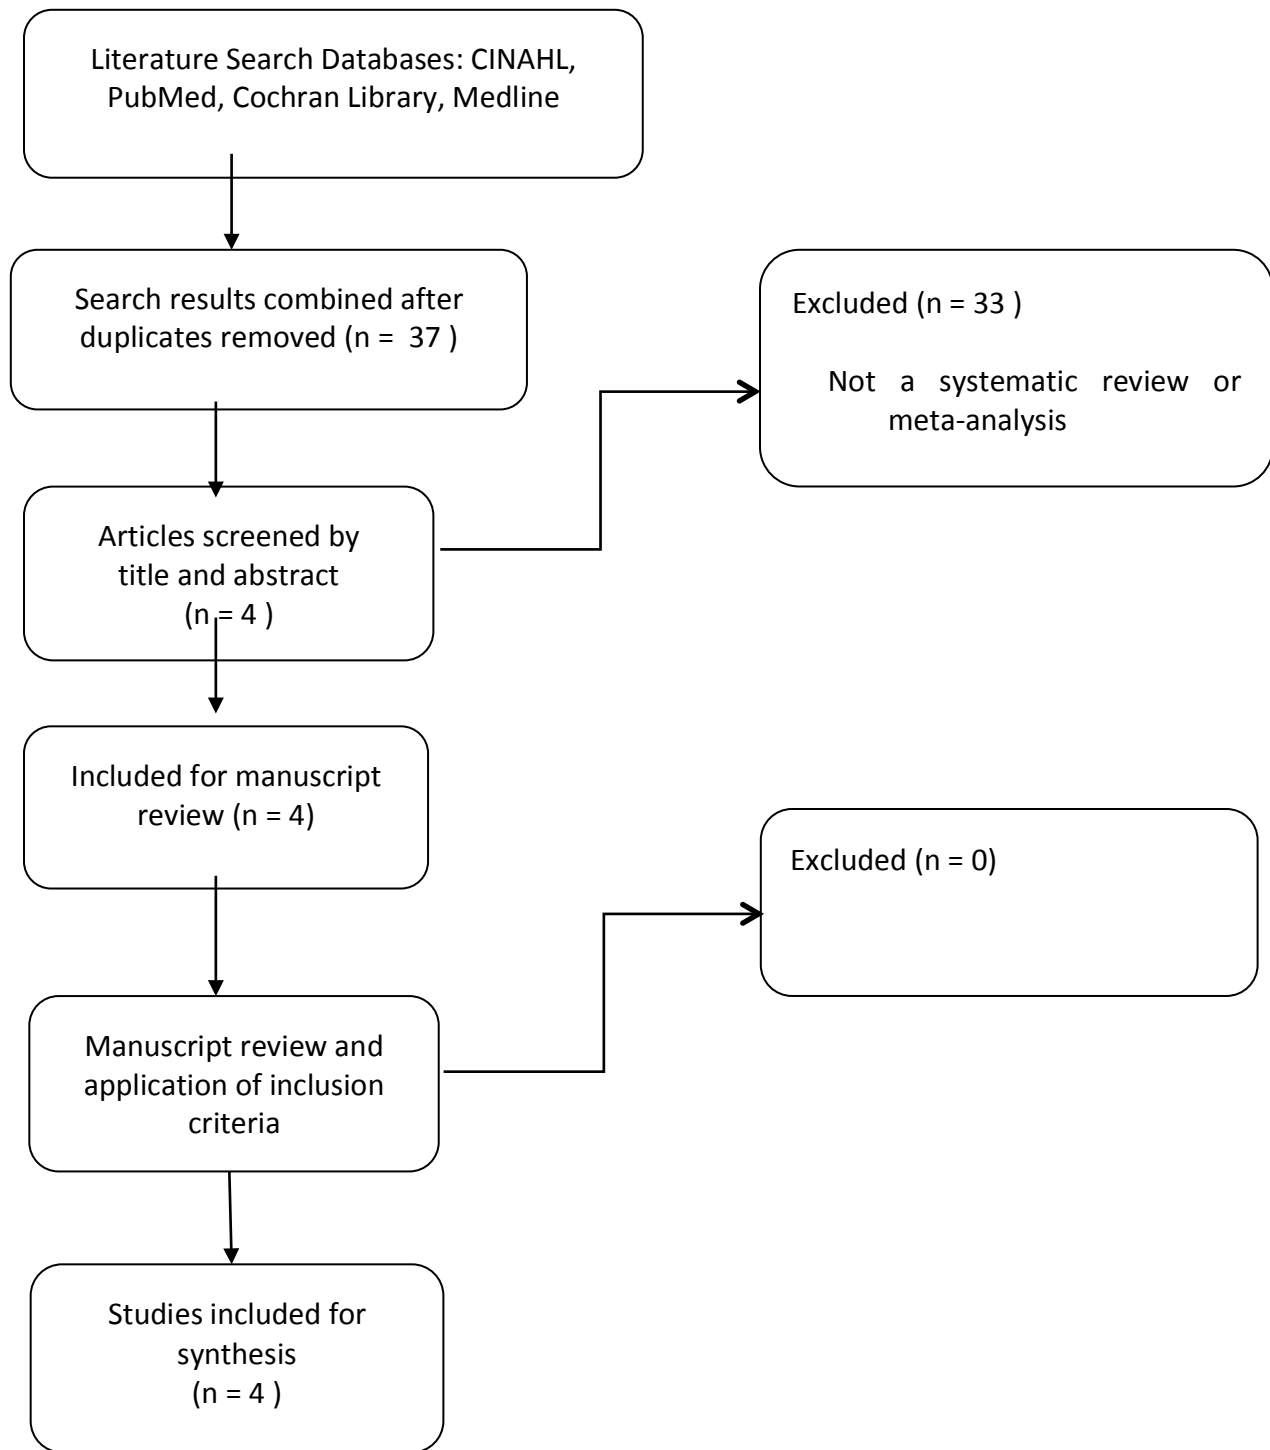 Literature Search Databases: CINAHL,
PubMed, Cochran Library, Medline
Search results combined after
duplicates removed (n =  37 )
Excluded (n = 33 )
Not a systematic review or
meta-analysis
Articles screened by
title and abstract
(n = 4 )
Included for manuscript
review (n = 4)
Excluded (n = 0)
Manuscript review and
application of inclusion
criteria
Studies included for
synthesis
(n = 4 )